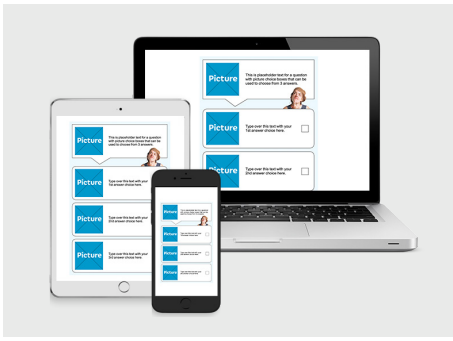 Picture
This is placeholder text for a question
with picture choice boxes that can be
used to choose from 3 answers.
Picture
Type over this text with your
1st answer choice here.
Picture
Type over this text with your
2nd answer choice here.
Picture
This is placeholder text for a question
with picture choice boxes that can be
used to choose from 3 answers.
Picture
Type over this text with your
1st answer choice here.
Picture
Type over this text with your
2nd answer choice here.
Picture
Type over this text with your
3rd answer choice here.
Picture
Picture
Picture
Picture